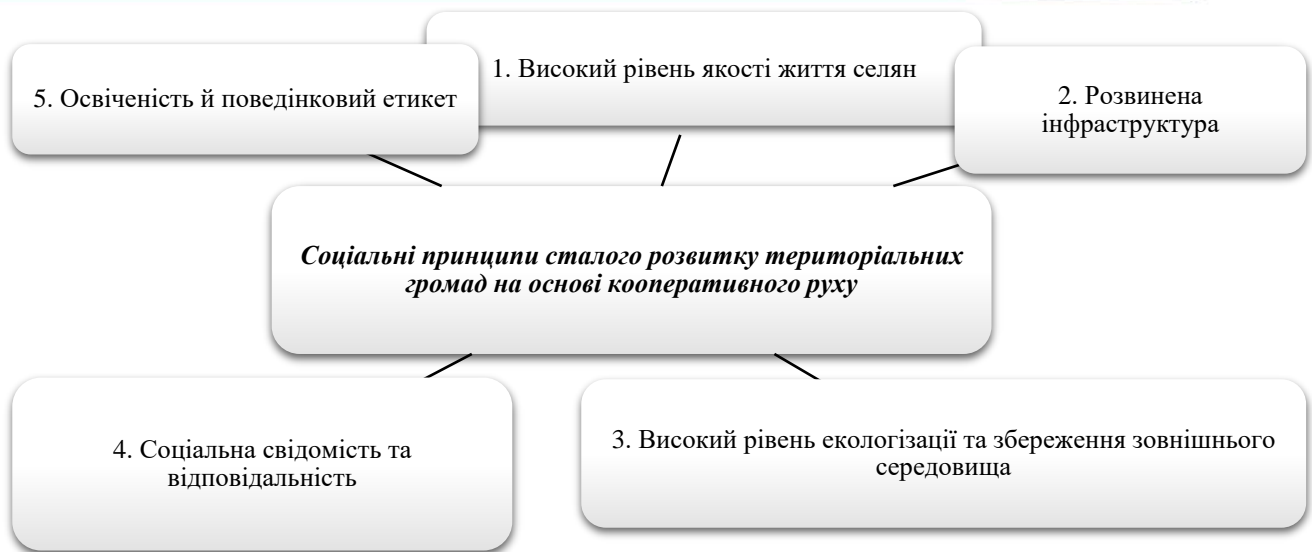 1. Високий рівень якості життя селян
5. Освіченість й поведінковий етикет
2. Розвинена
інфраструктура
Соціальні принципи сталого розвитку територіальних
громад на основі кооперативного руху
4. Соціальна свідомість та
відповідальність
3. Високий рівень екологізації та збереження зовнішнього
середовища